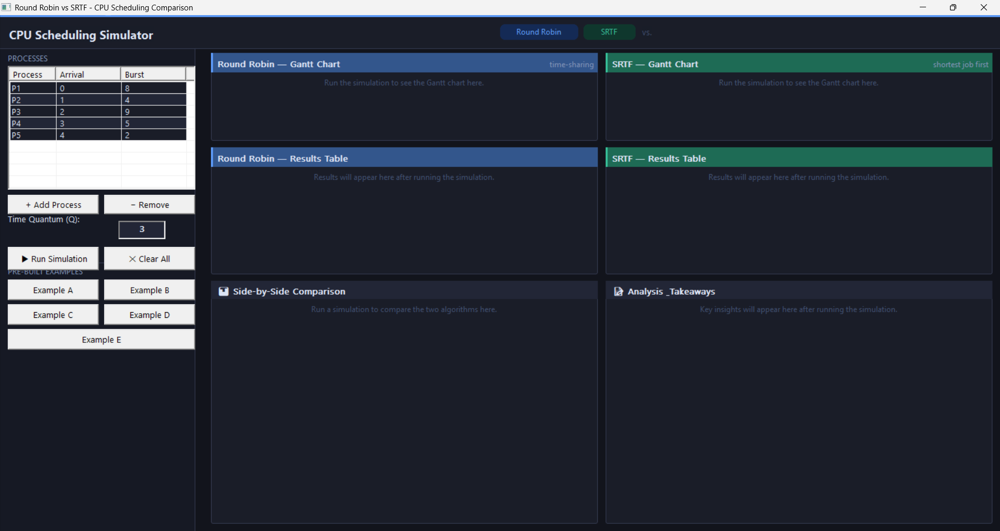 Round Robin vs SRTF - CPU Scheduling Comparison
CPU Scheduling Simulator
Round Robin
SRTF
vs.
PROCESSES
Process Arrival Burst
P1 0 8
P2 1 4
P3 2 9
P4 3 5
P5 4 2
+ Add Process
− Remove
Time Quantum (Q):
3
▶ Run Simulation
✕ Clear All
PRE-BUILT EXAMPLES
Example A
Example B
Example C
Example D
Example E
Round Robin — Gantt Chart
time-sharing
Run the simulation to see the Gantt chart here.
SRTF — Gantt Chart
shortest job first
Run the simulation to see the Gantt chart here.
Round Robin — Results Table
Results will appear here after running the simulation.
SRTF — Results Table
Results will appear here after running the simulation.
Side-by-Side Comparison
Run a simulation to compare the two algorithms here.
Analysis _Takeaways
Key insights will appear here after running the simulation.